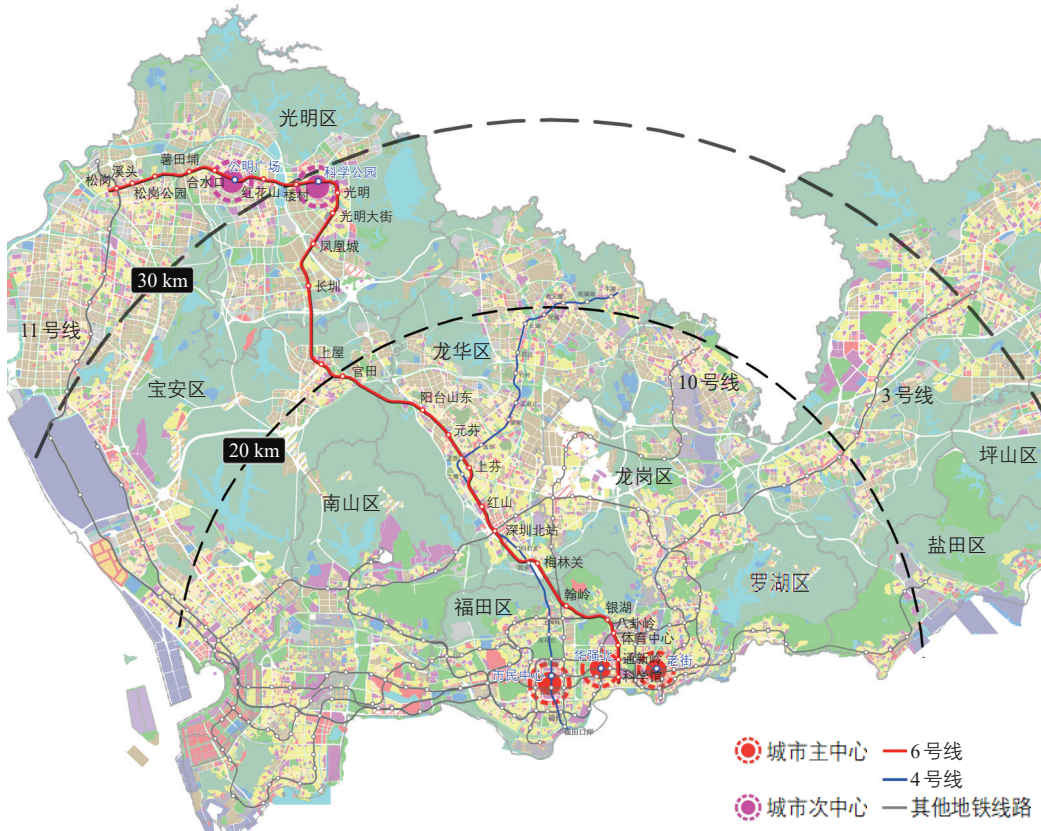 光明区
薯田埔
公明广场
科学公园
溪头
松岗
松岗公园
合水口
红花山
楼村
光明
光明大街
凤凰城
30 km
长圳
11号线
上屋
官田
龙华区
宝安区
10号线
3号线
阳台山东
元芬
20 km
上芬
龙岗区
坪山区
南山区
红山
深圳北站
盐田区
梅林关
罗湖区
翰岭
福田区
银湖
八卦岭
体育中心
通新岭
华强北
老街
市民中心
科学馆
福田口岸
城市主中心
6号线
4号线
城市次中心
其他地铁线路